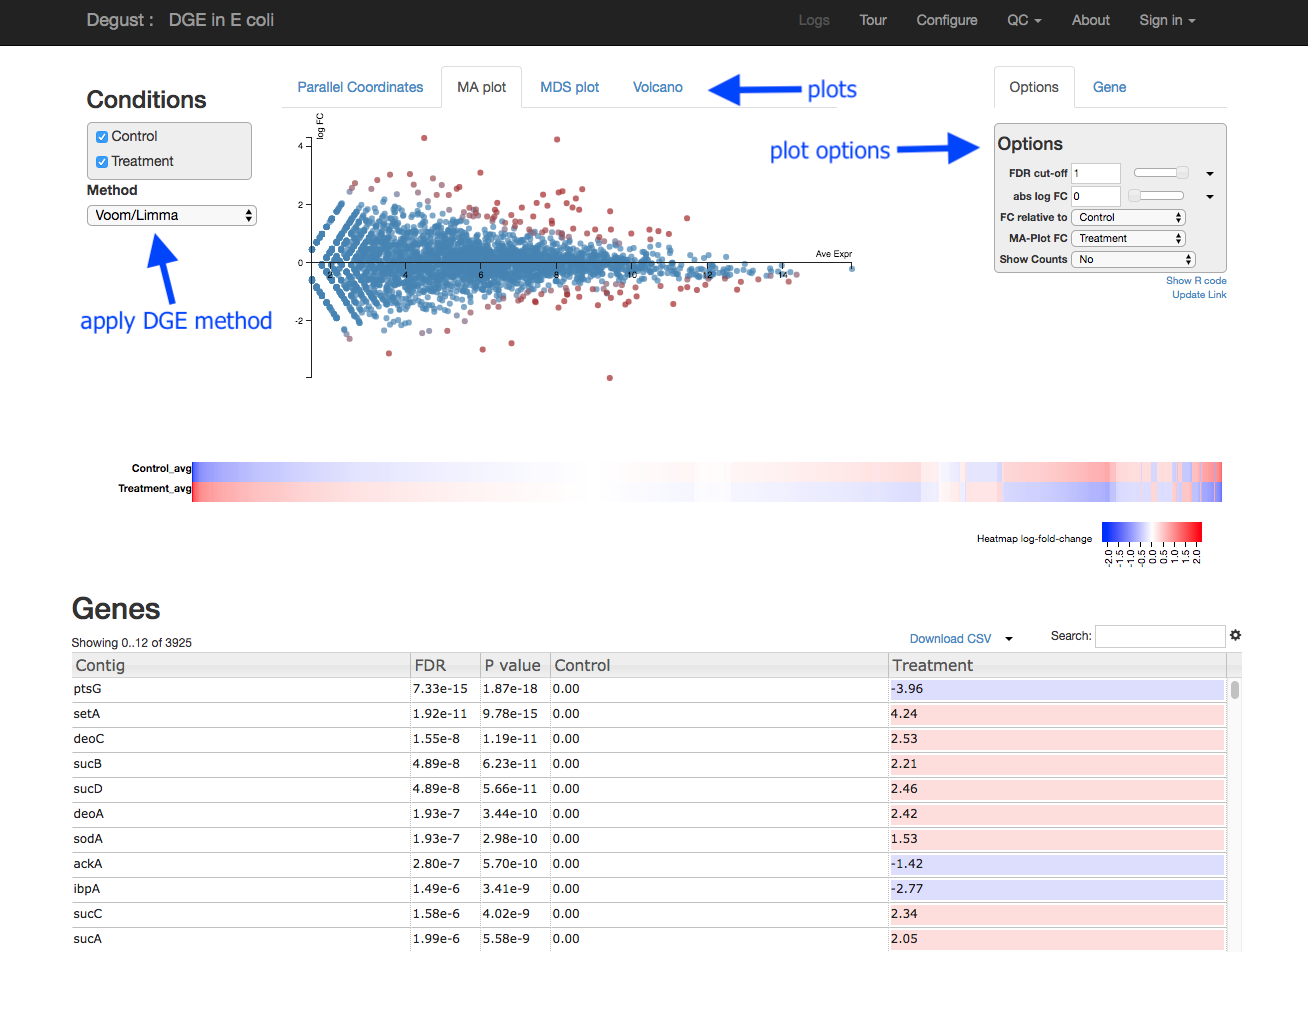 Degust : DGE in E coli Logs Tour Configure QC About Sign in
Parallel Coordinates MA plot MDS plot Volcano
plots
Options Gene
Conditions
Control
Treatment
Method
Voom/Limma
apply DGE method
log FC
4
2
0
-2
2 4 6 8 10 12 14
Ave Expr
plot options
Options
FDR cut-off 1
abs log FC 0
FC relative to Control
MA-Plot FC Treatment
Show Counts No
Show R code
Update Link
Control_avg
Treatment_avg
Heatmap log-fold-change
-2.0 -1.5 -1.0 -0.5 0.0 0.5 1.0 1.5 2.0
Genes
Showing 0..12 of 3925
Download CSV Search:
Contig FDR P value Control Treatment
ptsG 7.33e-15 1.87e-18 0.00 -3.96
setA 1.92e-11 9.78e-15 0.00 4.24
deoC 1.55e-8 1.19e-11 0.00 2.53
sucB 4.89e-8 6.23e-11 0.00 2.21
sucD 4.89e-8 5.66e-11 0.00 2.46
deoA 1.93e-7 3.44e-10 0.00 2.42
sodA 1.93e-7 2.98e-10 0.00 1.53
ackA 2.80e-7 5.70e-10 0.00 -1.42
ibpA 1.49e-6 3.41e-9 0.00 -2.77
sucC 1.58e-6 4.02e-9 0.00 2.34
sucA 1.99e-6 5.58e-9 0.00 2.05